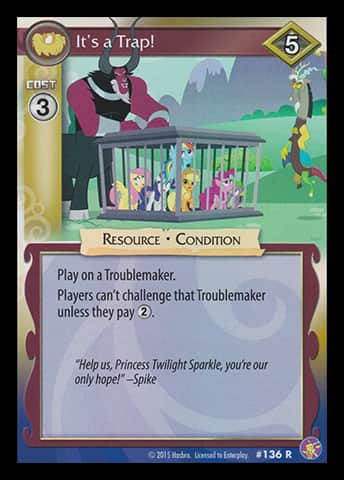 It's a Trap!
5
COST
3
RESOURCE • CONDITION
Play on a Troublemaker.
Players can't challenge that Troublemaker
unless they pay 2.
"Help us, Princess Twilight Sparkle, you're our
only hope!" –Spike
© 2015 Hasbro. Licensed to Enterplay. #136 R